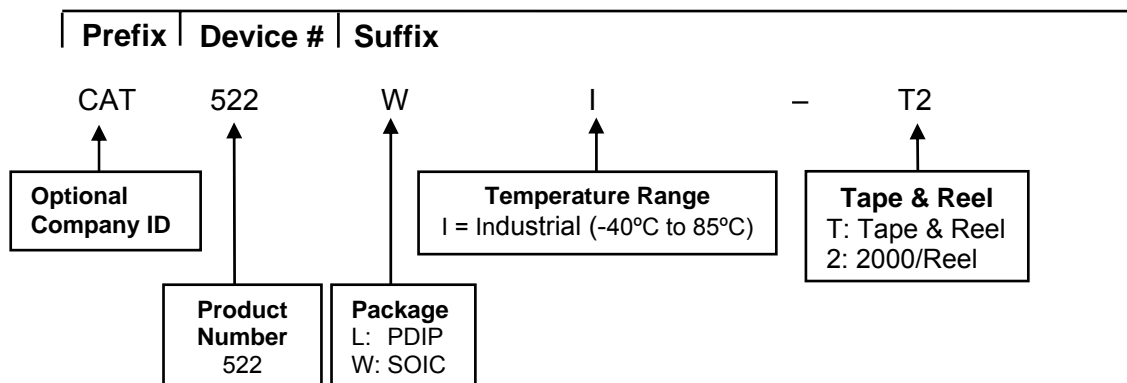 Prefix Device # Suffix
CAT 522 W I – T2
Optional
Company ID
Temperature Range
I = Industrial (-40ºC to 85ºC)
Tape & Reel
T: Tape & Reel
2: 2000/Reel
Product
Number
522
Package
L: PDIP
W: SOIC